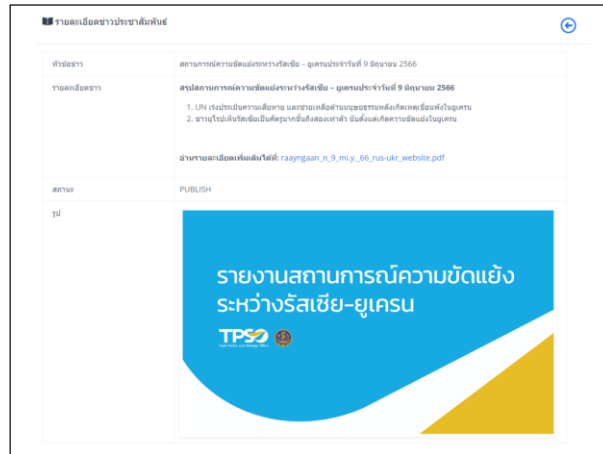 รายละเอียดข่าวประชาสัมพันธ์
หัวข้อข่าว
สถานการณ์ความขัดแย้งระหว่างรัสเซีย – ยูเครนประจำวันที่ 9 มิถุนายน 2566
รายละเอียดข่าว
สรุปสถานการณ์ความขัดแย้งระหว่างรัสเซีย – ยูเครนประจำวันที่ 9 มิถุนายน 2566
1. UN เร่งประเมินความเสียหาย และช่วยเหลือด้านมนุษยธรรมหลังเกิดเหตุเขื่อนพังในยูเครน
2. ชาวยุโรปเห็นรัสเซียเป็นศัตรูมากขึ้นถึงสองเท่าตัว นับตั้งแต่เกิดความขัดแย้งในยูเครน
อ่านรายละเอียดเพิ่มเติมได้ที่: raayngaan_n_9_mi.y._66_rus-ukr_website.pdf
สถานะ
PUBLISH
รูป
รายงานสถานการณ์ความขัดแย้ง
ระหว่างรัสเซีย-ยูเครน
TPSO